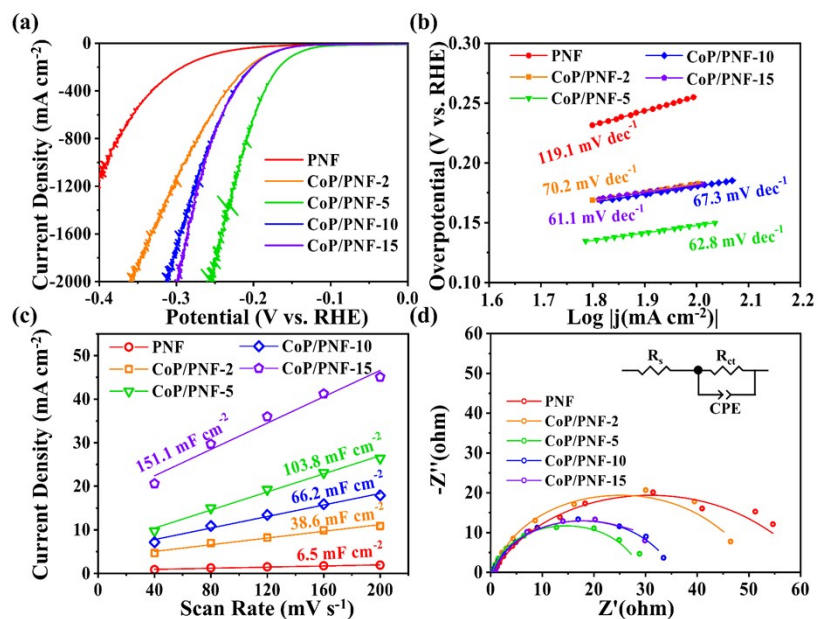 (a)
0
-400
-800
-1200
-1600
-2000
Current Density (mA cm⁻²)
PNF
CoP/PNF-2
CoP/PNF-5
CoP/PNF-10
CoP/PNF-15
-0.4 -0.3 -0.2 -0.1 0.0
Potential (V vs. RHE)
(b)
0.30
0.25
0.20
0.15
0.10
Overpotential (V vs. RHE)
PNF
CoP/PNF-2
CoP/PNF-5
CoP/PNF-10
CoP/PNF-15
119.1 mV dec⁻¹
70.2 mV dec⁻¹
67.3 mV dec⁻¹
61.1 mV dec⁻¹
62.8 mV dec⁻¹
1.6 1.7 1.8 1.9 2.0 2.1 2.2
Log |j(mA cm⁻²)|
(c)
60
50
40
30
20
10
0
Current Density (mA cm⁻²)
PNF
CoP/PNF-2
CoP/PNF-5
CoP/PNF-10
CoP/PNF-15
151.1 mF cm⁻²
103.8 mF cm⁻²
66.2 mF cm⁻²
38.6 mF cm⁻²
6.5 mF cm⁻²
40 80 120 160 200
Scan Rate (mV s⁻¹)
(d)
60
50
40
30
20
10
0
-Z''(ohm)
Rs
Rct
CPE
PNF
CoP/PNF-2
CoP/PNF-5
CoP/PNF-10
CoP/PNF-15
0 10 20 30 40 50 60
Z'(ohm)